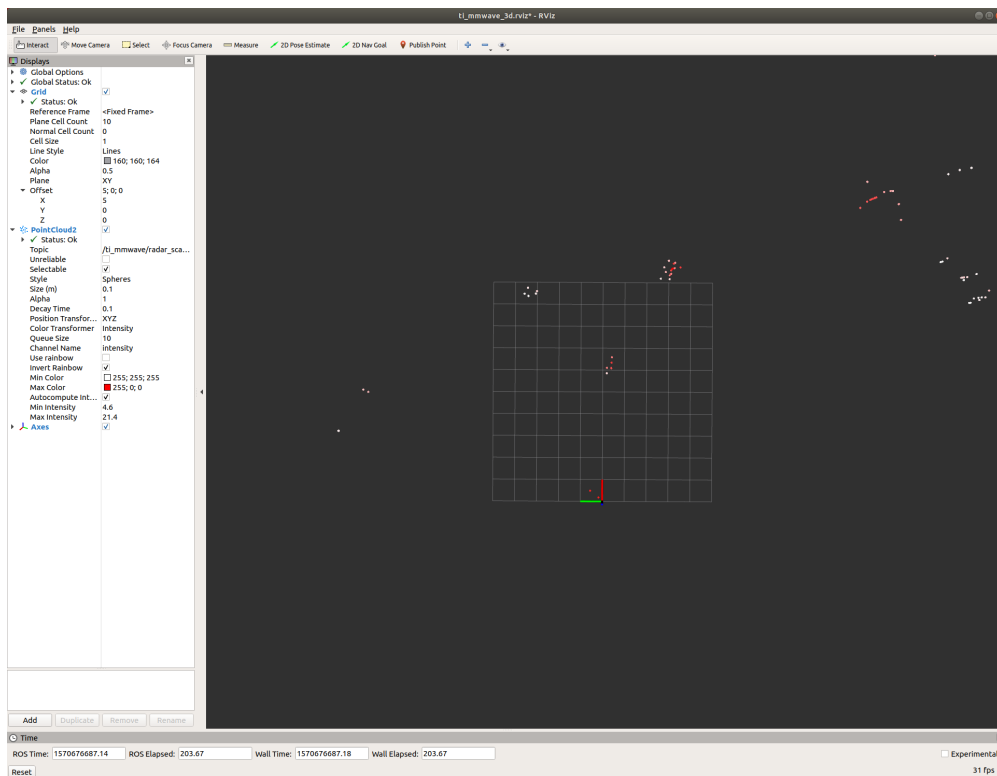 ti_mmwave_3d.rviz* - RViz
File Panels Help
Interact Move Camera Select Focus Camera Measure 2D Pose Estimate 2D Nav Goal Publish Point
Displays
Global Options
Global Status: Ok
Grid
Status: Ok
Reference Frame <Fixed Frame>
Plane Cell Count 10
Normal Cell Count 0
Cell Size 1
Line Style Lines
Color 160; 160; 164
Alpha 0.5
Plane XY
Offset 5; 0; 0
X 5
Y 0
Z 0
PointCloud2
Status: Ok
Topic /ti_mmwave/radar_sca...
Unreliable
Selectable
Style Spheres
Size (m) 0.1
Alpha 1
Decay Time 0.1
Position Transfor... XYZ
Color Transformer Intensity
Queue Size 10
Channel Name intensity
Use rainbow
Invert Rainbow
Min Color 255; 255; 255
Max Color 255; 0; 0
Autocompute Int...
Min Intensity 4.6
Max Intensity 21.4
Axes
Add Duplicate Remove Rename
Time
ROS Time: 1570676687.14 ROS Elapsed: 203.67 Wall Time: 1570676687.18 Wall Elapsed: 203.67 Experimental
Reset 31 fps